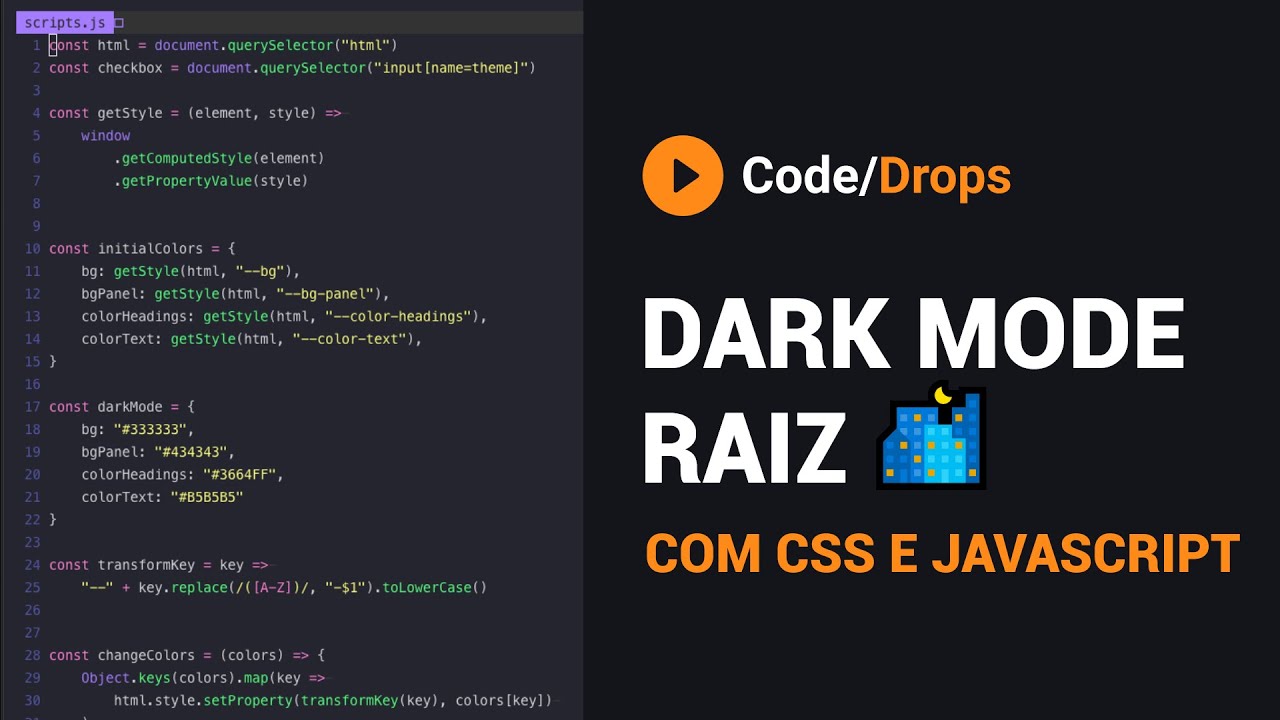 scripts.js
1 const html = document.querySelector("html")
2 const checkbox = document.querySelector("input[name=theme]")
3
4 const getStyle = (element, style) =>
5 window
6 .getComputedStyle(element)
7 .getPropertyValue(style)
8
9
10 const initialColors = {
11 bg: getStyle(html, "--bg"),
12 bgPanel: getStyle(html, "--bg-panel"),
13 colorHeadings: getStyle(html, "--color-headings"),
14 colorText: getStyle(html, "--color-text"),
15 }
16
17 const darkMode = {
18 bg: "#333333",
19 bgPanel: "#434343",
20 colorHeadings: "#3664FF",
21 colorText: "#B5B5B5"
22 }
23
24 const transformKey = key =>
25 "--" + key.replace(/([A-Z])/, "-$1").toLowerCase()
26
27
28 const changeColors = (colors) => {
29 Object.keys(colors).map(key =>
30 html.style.setProperty(transformKey(key), colors[key])
Code/Drops
DARK MODE
RAIZ
COM CSS E JAVASCRIPT